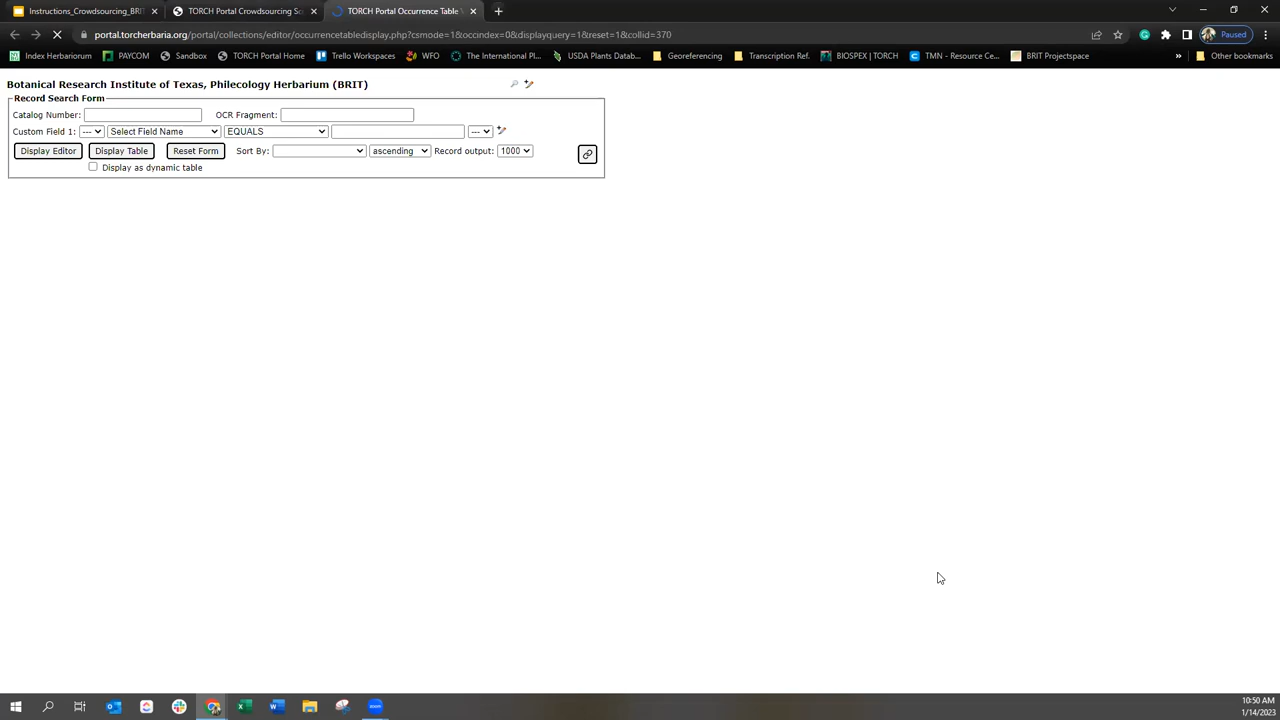 Instructions_Crowdsourcing_BRIT
TORCH Portal Crowdsourcing Sc
TORCH Portal Occurrence Table V
portal.torcherbaria.org/portal/collections/editor/occurrencetabledisplay.php?csmode=1&occindex=0&displayquery=1&reset=1&collid=370
Paused
Index Herbariorum
PAYCOM
Sandbox
TORCH Portal Home
Trello Workspaces
WFO
The International Pl...
USDA Plants Datab...
Georeferencing
Transcription Ref.
BIOSPEX | TORCH
TMN - Resource Ce...
BRIT Projectspace
»
Other bookmarks
Botanical Research Institute of Texas, Philecology Herbarium (BRIT)
Record Search Form
Catalog Number: OCR Fragment:
Custom Field 1: --- Select Field Name EQUALS ---
Display Editor Display Table Reset Form Sort By: ascending Record output: 1000
Display as dynamic table
10:50 AM
1/14/2023